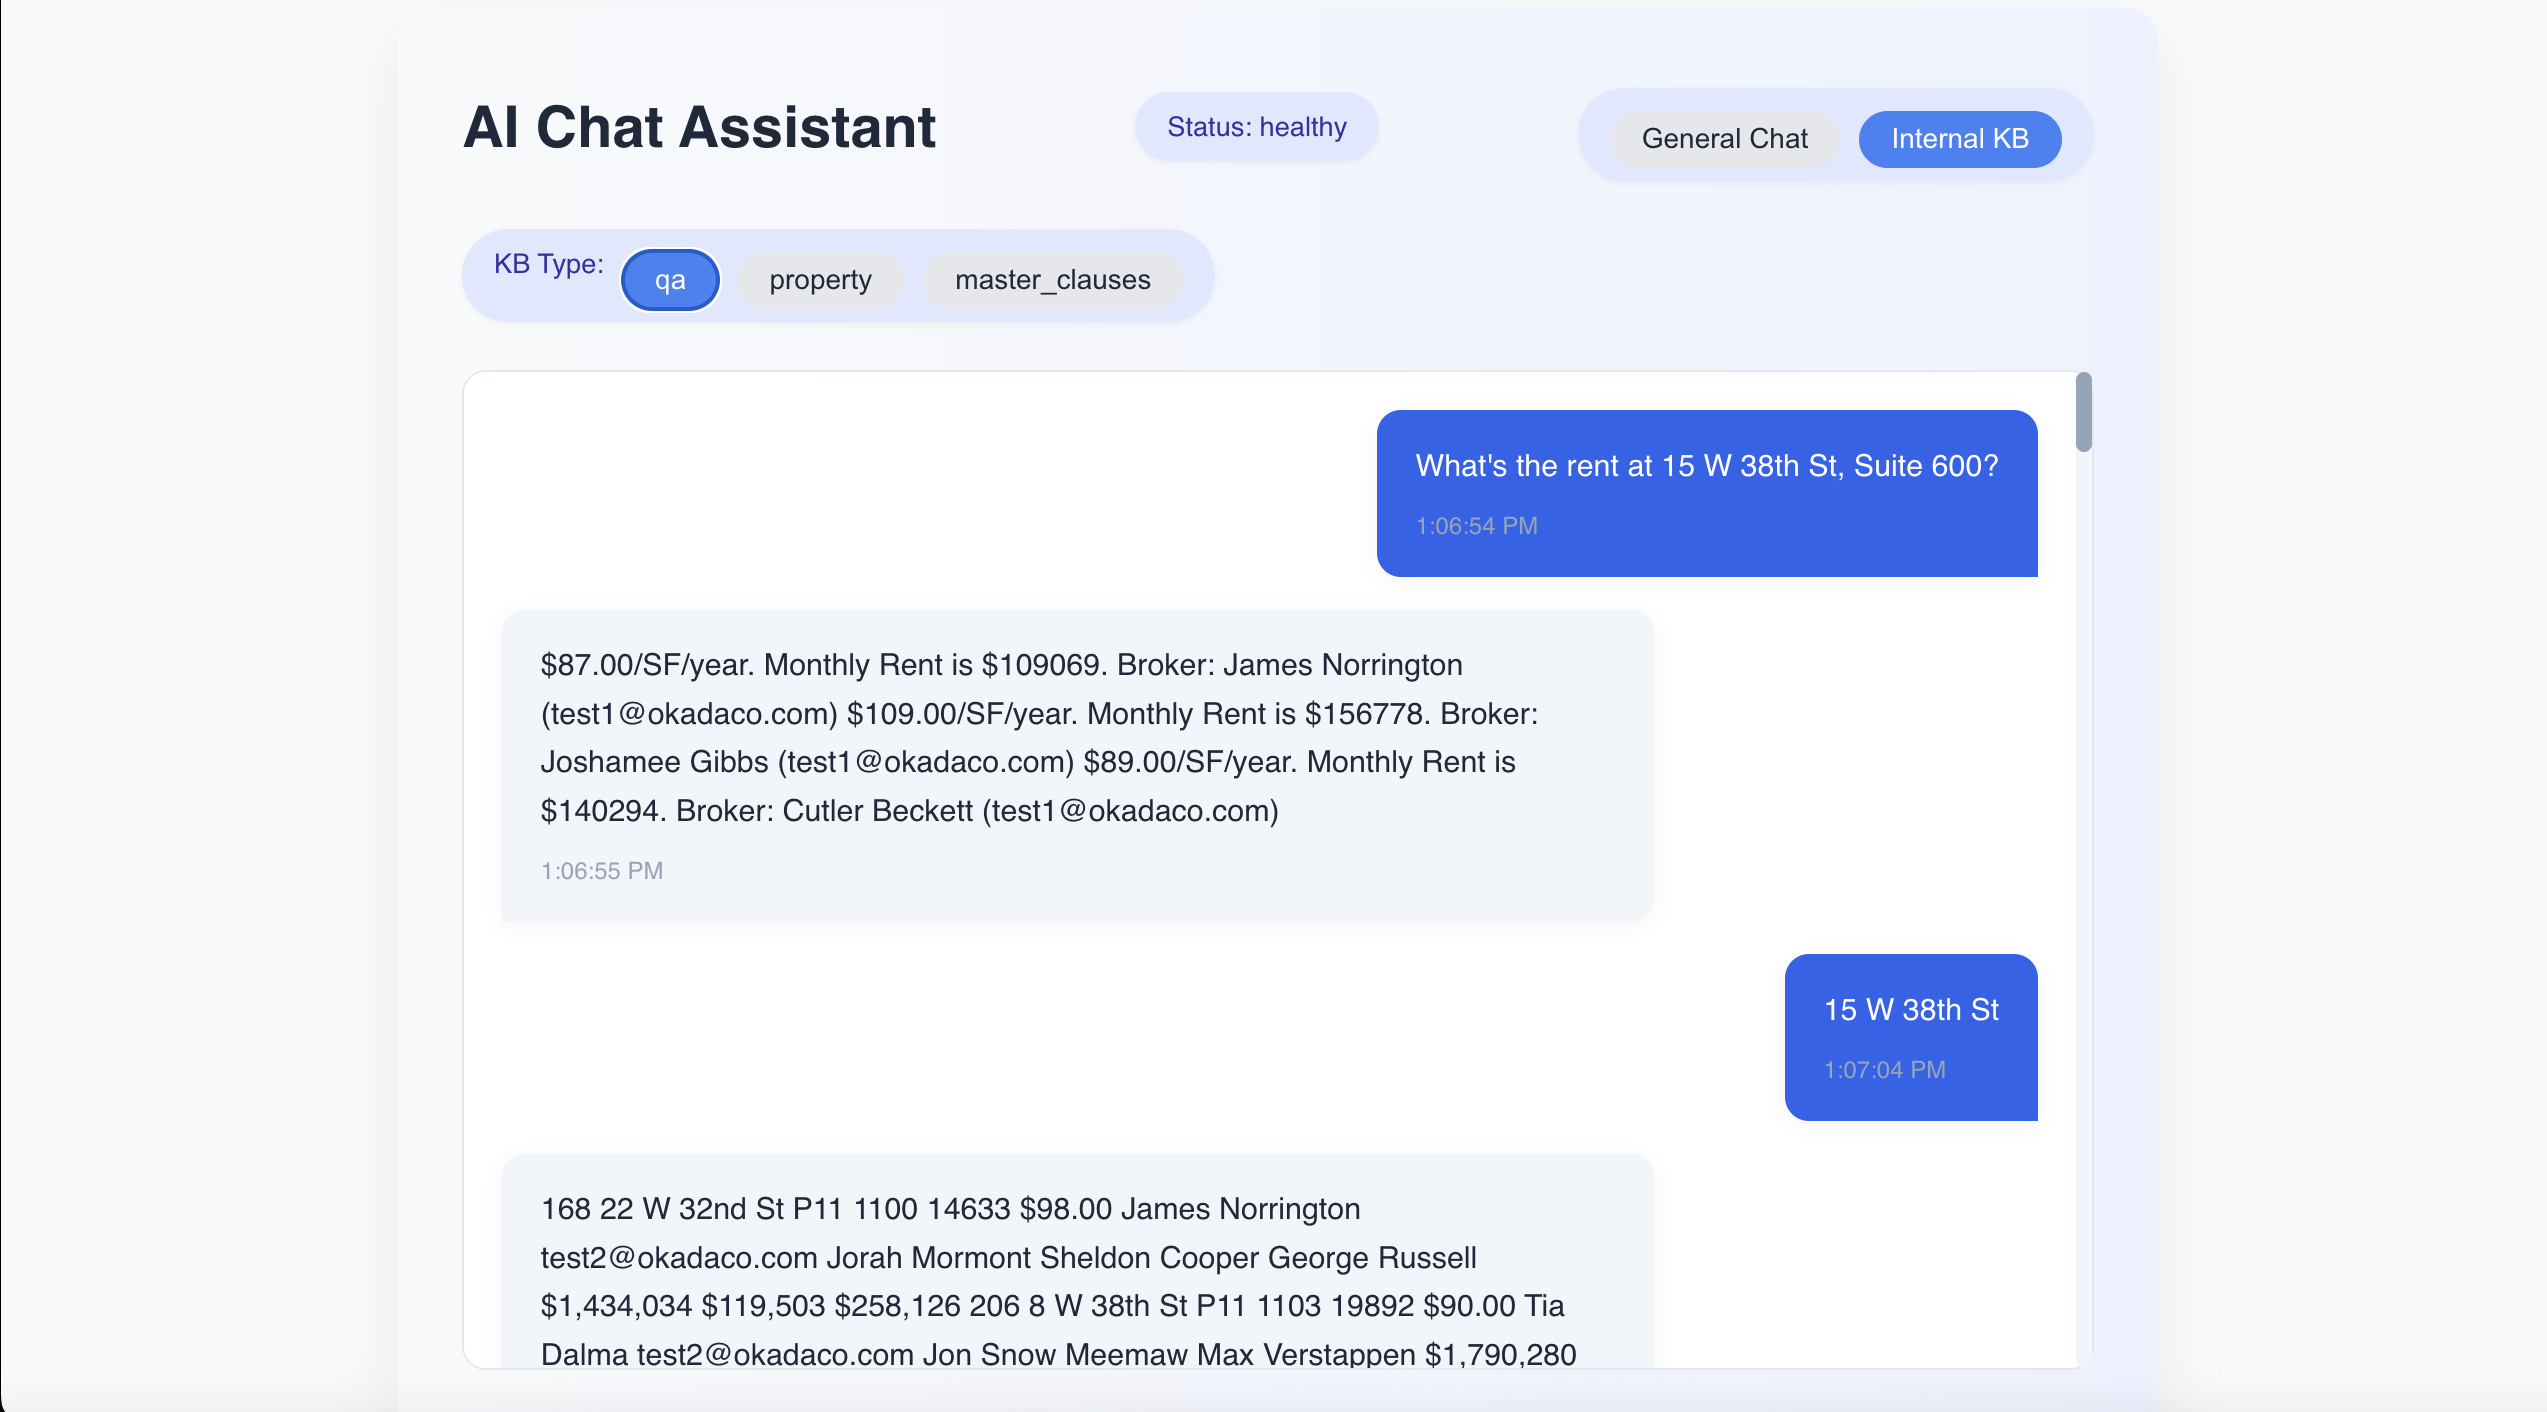 AI Chat Assistant
Status: healthy
General Chat
Internal KB
KB Type:
qa
property
master_clauses
What's the rent at 15 W 38th St, Suite 600?
1:06:54 PM
$87.00/SF/year. Monthly Rent is $109069. Broker: James Norrington
(test1@okadaco.com) $109.00/SF/year. Monthly Rent is $156778. Broker:
Joshamee Gibbs (test1@okadaco.com) $89.00/SF/year. Monthly Rent is
$140294. Broker: Cutler Beckett (test1@okadaco.com)
1:06:55 PM
15 W 38th St
1:07:04 PM
168 22 W 32nd St P11 1100 14633 $98.00 James Norrington
test2@okadaco.com Jorah Mormont Sheldon Cooper George Russell
$1,434,034 $119,503 $258,126 206 8 W 38th St P11 1103 19892 $90.00 Tia
Dalma test2@okadaco.com Jon Snow Meemaw Max Verstappen $1,790,280